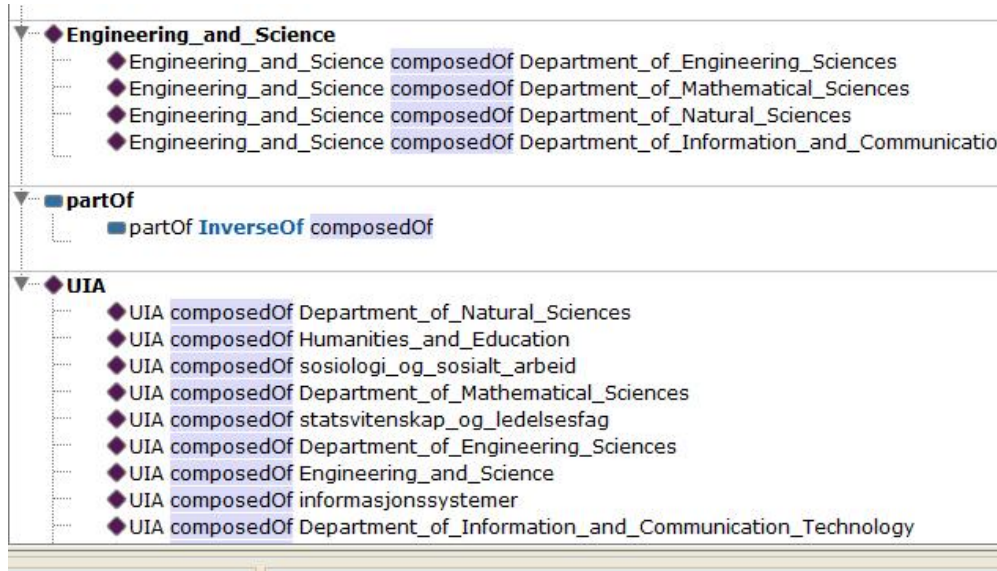 Engineering_and_Science
Engineering_and_Science composedOf Department_of_Engineering_Sciences
Engineering_and_Science composedOf Department_of_Mathematical_Sciences
Engineering_and_Science composedOf Department_of_Natural_Sciences
Engineering_and_Science composedOf Department_of_Information_and_Communicatio
partOf
partOf InverseOf composedOf
UIA
UIA composedOf Department_of_Natural_Sciences
UIA composedOf Humanities_and_Education
UIA composedOf sosiologi_og_sosialt_arbeid
UIA composedOf Department_of_Mathematical_Sciences
UIA composedOf statsvitenskap_og_ledelsesfag
UIA composedOf Department_of_Engineering_Sciences
UIA composedOf Engineering_and_Science
UIA composedOf informasjonssystemer
UIA composedOf Department_of_Information_and_Communication_Technology